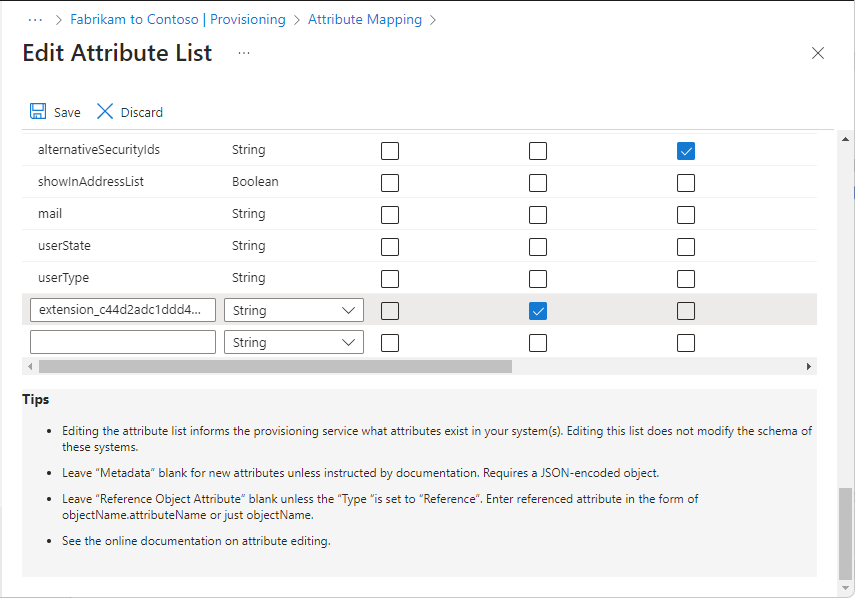 ... > Fabrikam to Contoso | Provisioning > Attribute Mapping >
Edit Attribute List ...
Save Discard
alternativeSecurityIds String
showInAddressList Boolean
mail String
userState String
userType String
extension_c44d2adc1ddd4... String
String
Tips
• Editing the attribute list informs the provisioning service what attributes exist in your system(s). Editing this list does not modify the schema of
these systems.
• Leave "Metadata" blank for new attributes unless instructed by documentation. Requires a JSON-encoded object.
• Leave "Reference Object Attribute" blank unless the "Type "is set to "Reference". Enter referenced attribute in the form of
objectName.attributeName or just objectName.
• See the online documentation on attribute editing.